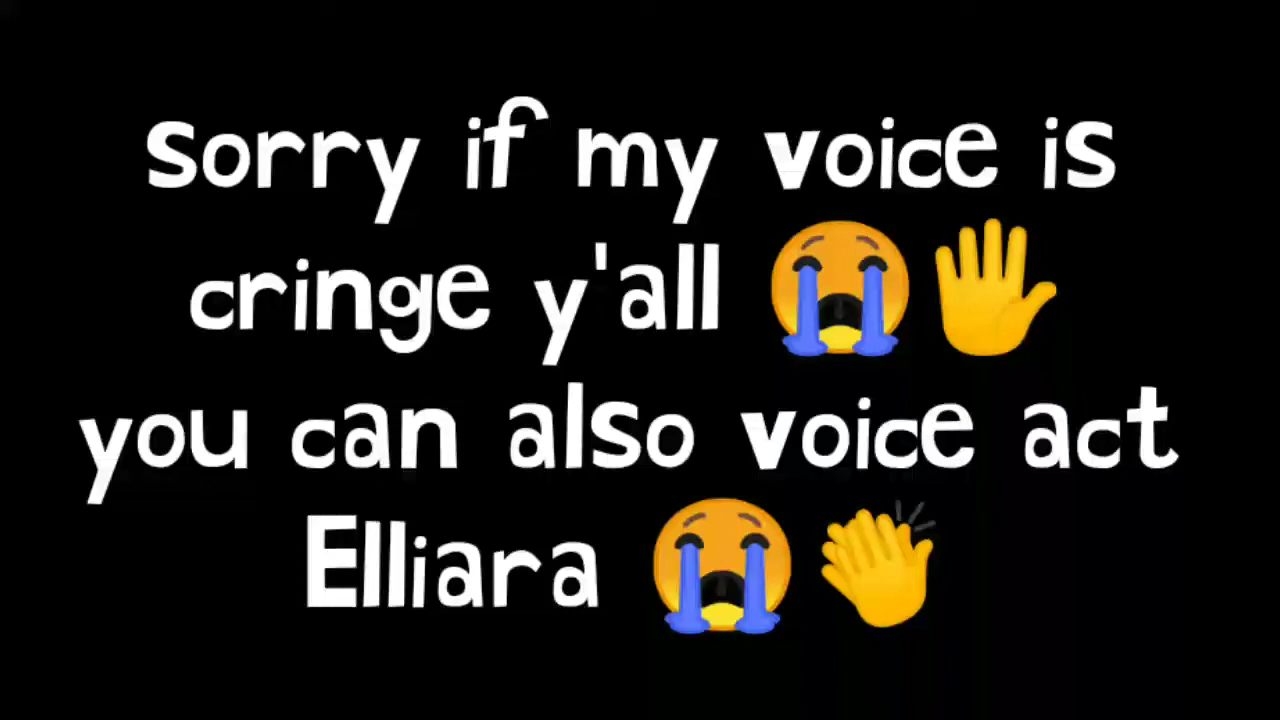 Sorry if my voice is
cringe y'all 😭🖐
you can also voice act
Elliara 😭👏